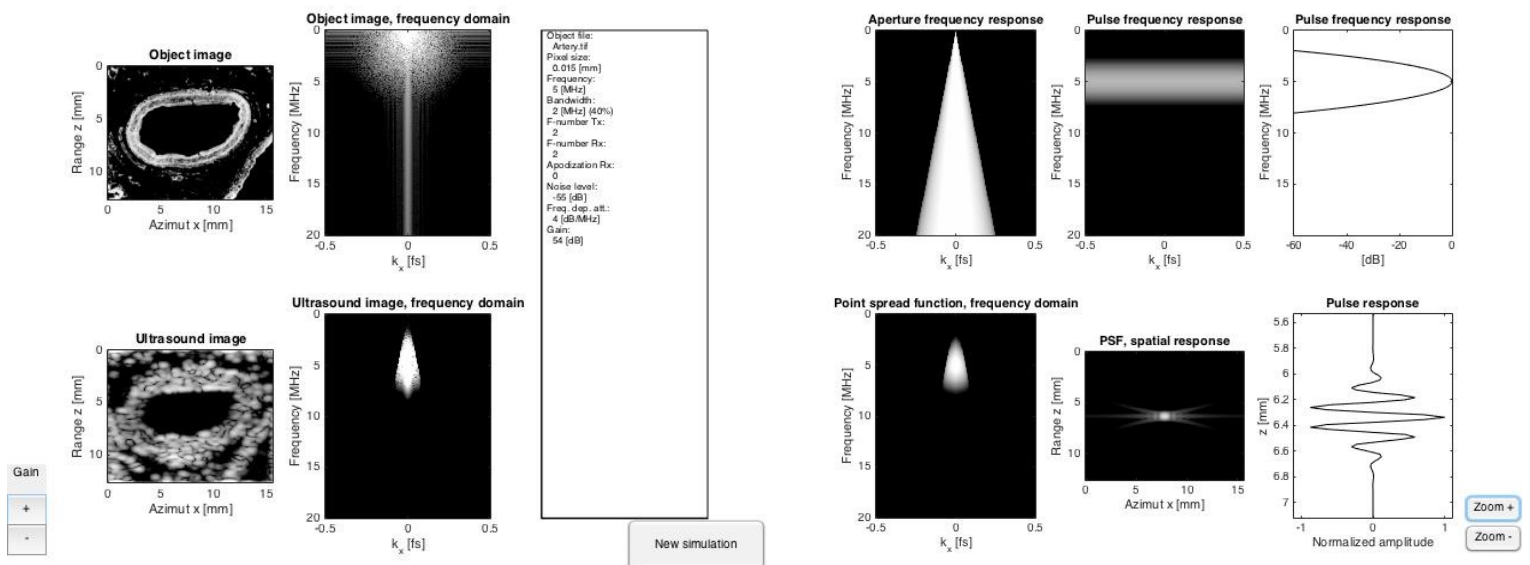 Object image
0
5
10
Range z [mm]
0
5
10
15
Azimut x [mm]
Object image, frequency domain
0
5
10
15
20
Frequency [MHz]
-0.5
0
0.5
k_x [fs]
Object file:
Artery.tif
Pixel size:
0.015 [mm]
Frequency:
5 [MHz]
Bandwidth:
2 [MHz] (40%)
F-number Tx:
2
F-number Rx:
2
Apodization Rx:
0
Noise level:
-55 [dB]
Freq. dep. att.:
4 [dB/MHz]
Gain:
54 [dB]
Aperture frequency response
0
5
10
15
20
Frequency [MHz]
-0.5
0
0.5
k_x [fs]
Pulse frequency response
0
5
10
15
20
Frequency [MHz]
-0.5
0
0.5
k_x [fs]
Pulse frequency response
0
5
10
15
Frequency [MHz]
-60
-40
-20
0
[dB]
Ultrasound image
0
5
10
Range z [mm]
0
5
10
15
Azimut x [mm]
Ultrasound image, frequency domain
0
5
10
15
20
Frequency [MHz]
-0.5
0
0.5
k_x [fs]
Point spread function, frequency domain
0
5
10
15
20
Frequency [MHz]
-0.5
0
0.5
k_x [fs]
PSF, spatial response
0
5
10
Range z [mm]
0
5
10
15
Azimut x [mm]
Pulse response
5.6
5.8
6
6.2
6.4
6.6
6.8
7
z [mm]
-1
0
1
Normalized amplitude
Gain
+
-
New simulation
Zoom +
Zoom -